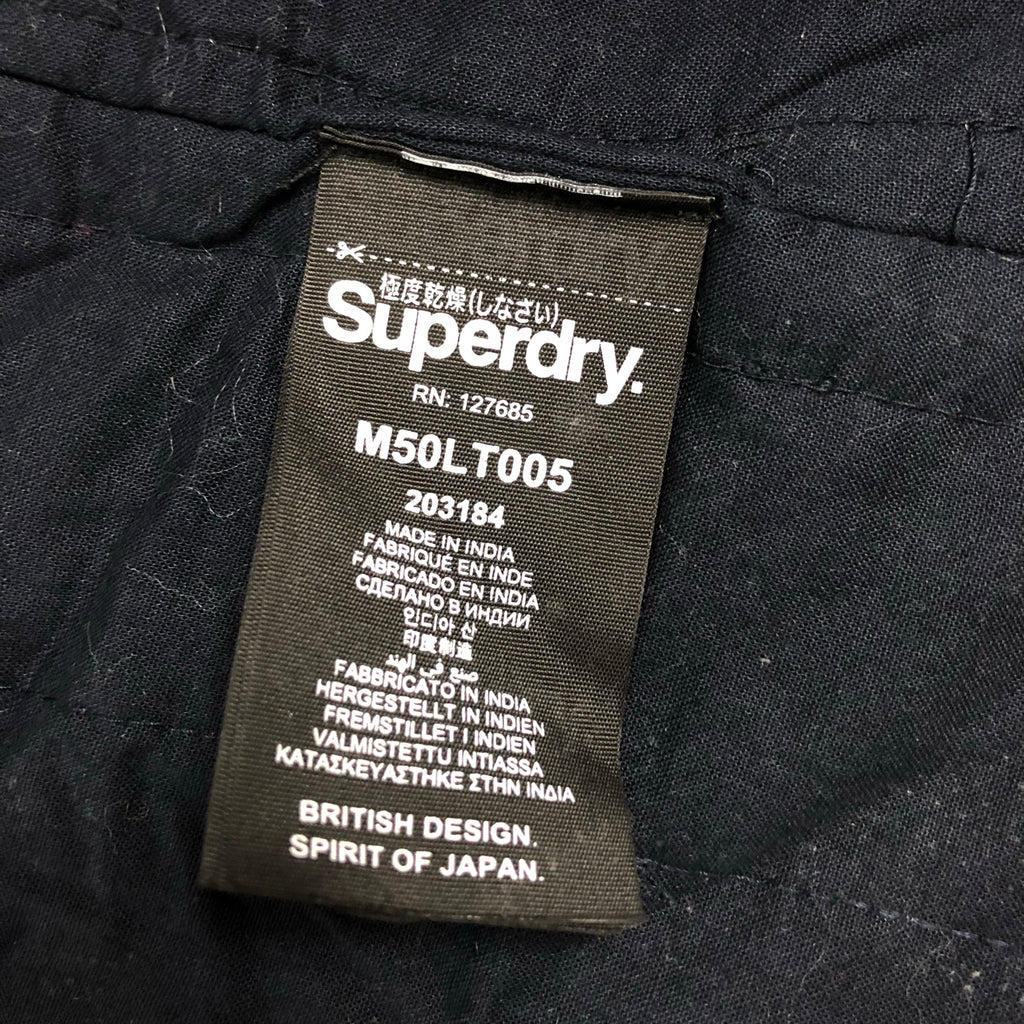 極度乾燥(しなさい)
Superdry.
RN: 127685
M50LT005
203184
MADE IN INDIA
FABRIQUÉ EN INDE
FABRICADO EN INDIA
СДЕЛАНО В ИНДИИ
인디아 산
印度制造
صنع في الهند
FABBRICATO IN INDIA
HERGESTELLT IN INDIEN
FREMSTILLET I INDIEN
VALMISTETTU INTIASSA
ΚΑΤΑΣΚΕΥΑΣΤΗΚΕ ΣΤΗΝ ΙΝΔΙΑ
BRITISH DESIGN.
SPIRIT OF JAPAN.